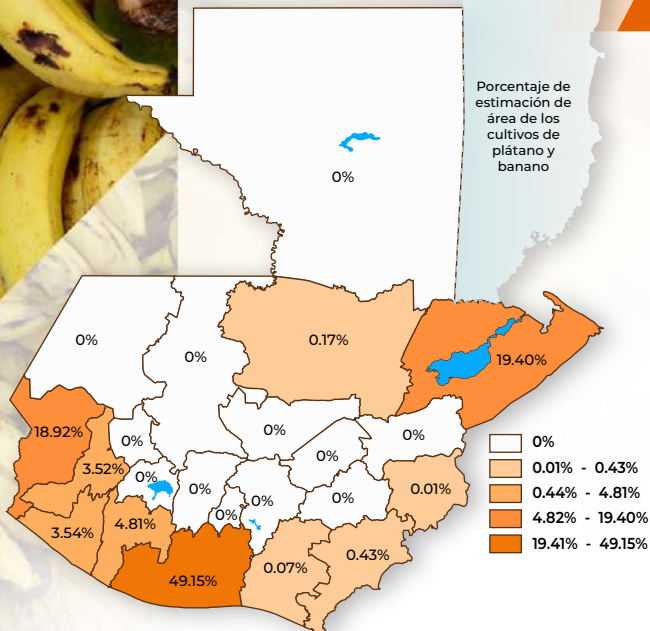 Porcentaje de
estimación de
área de los
cultivos de
plátano y
banano
0%
0%
0%
0.17%
19.40%
18.92%
0%
0%
0%
0%
3.52%
0%
0%
0%
0%
0%
0.01%
3.54%
4.81%
49.15%
0.07%
0.43%
0%
0.01% - 0.43%
0.44% - 4.81%
4.82% - 19.40%
19.41% - 49.15%